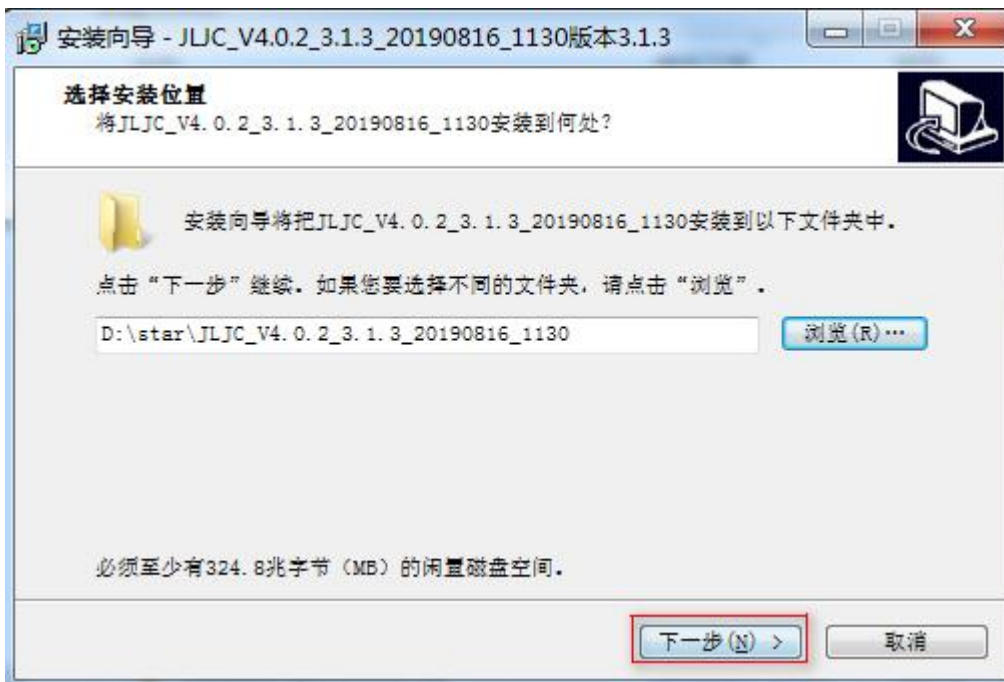 安装向导 - JLJC_V4.0.2_3.1.3_20190816_1130版本3.1.3
选择安装位置
将JLJC_V4.0.2_3.1.3_20190816_1130安装到何处?
安装向导将把JLJC_V4.0.2_3.1.3_20190816_1130安装到以下文件夹中。
点击“下一步”继续。如果您要选择不同的文件夹，请点击“浏览”。
D:\star\JLJC_V4.0.2_3.1.3_20190816_1130
浏览(R)…
必须至少有324.8兆字节（MB）的闲置磁盘空间。
下一步(N) >
取消